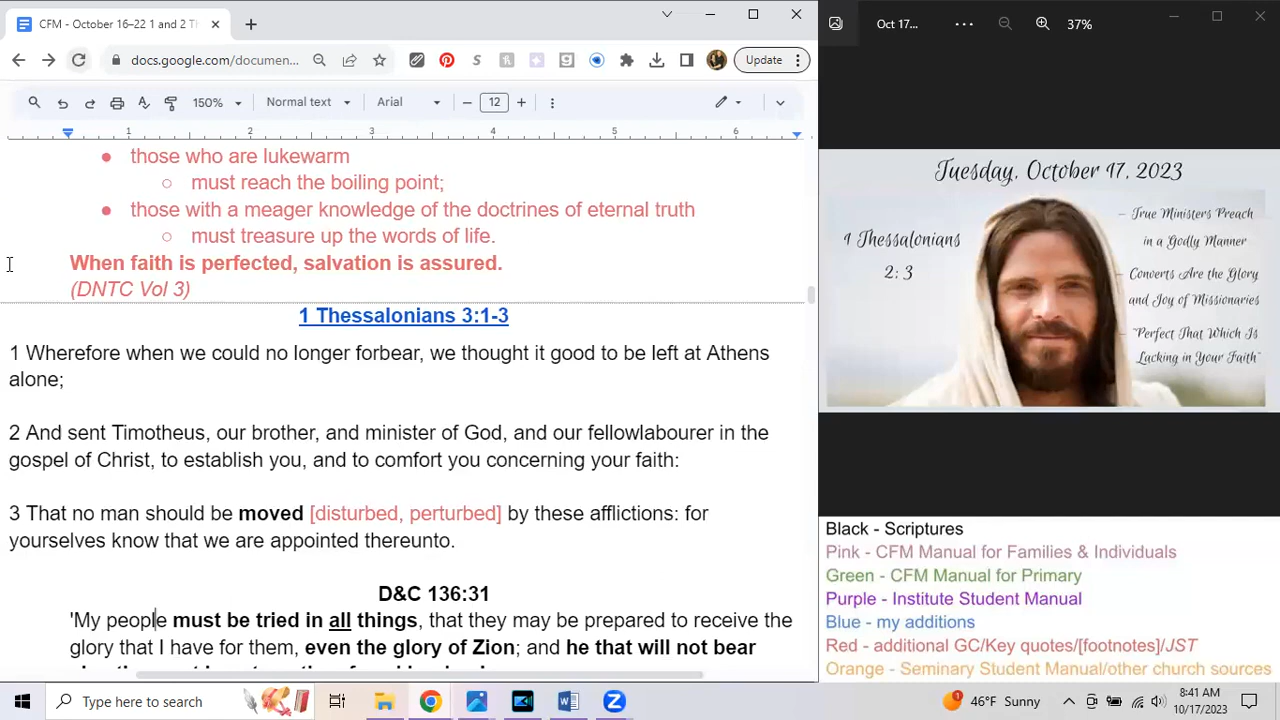 CFM - October 16–22 1 and 2 Th
Oct 17...
37%
docs.google.com/documen...
Update
150%
Normal text
Arial
12
1 2 3 4 5 6
those who are lukewarm
must reach the boiling point;
those with a meager knowledge of the doctrines of eternal truth
must treasure up the words of life.
When faith is perfected, salvation is assured.
(DNTC Vol 3)
1 Thessalonians 3:1-3
1 Wherefore when we could no longer forbear, we thought it good to be left at Athens
alone;
2 And sent Timotheus, our brother, and minister of God, and our fellowlabourer in the
gospel of Christ, to establish you, and to comfort you concerning your faith:
3 That no man should be moved [disturbed, perturbed] by these afflictions: for
yourselves know that we are appointed thereunto.
D&C 136:31
'My people must be tried in all things, that they may be prepared to receive the
glory that I have for them, even the glory of Zion; and he that will not bear
Tuesday, October 17, 2023
1 Thessalonians
2; 3
– True Ministers Preach
in a Godly Manner
– Converts Are the Glory
and Joy of Missionaries
– "Perfect That Which Is
Lacking in Your Faith"
Black - Scriptures
Pink - CFM Manual for Families & Individuals
Green - CFM Manual for Primary
Purple - Institute Student Manual
Blue - my additions
Red - additional GC/Key quotes/[footnotes]/JST
Orange - Seminary Student Manual/other church sources
Type here to search
1
46°F Sunny
8:41 AM
10/17/2023